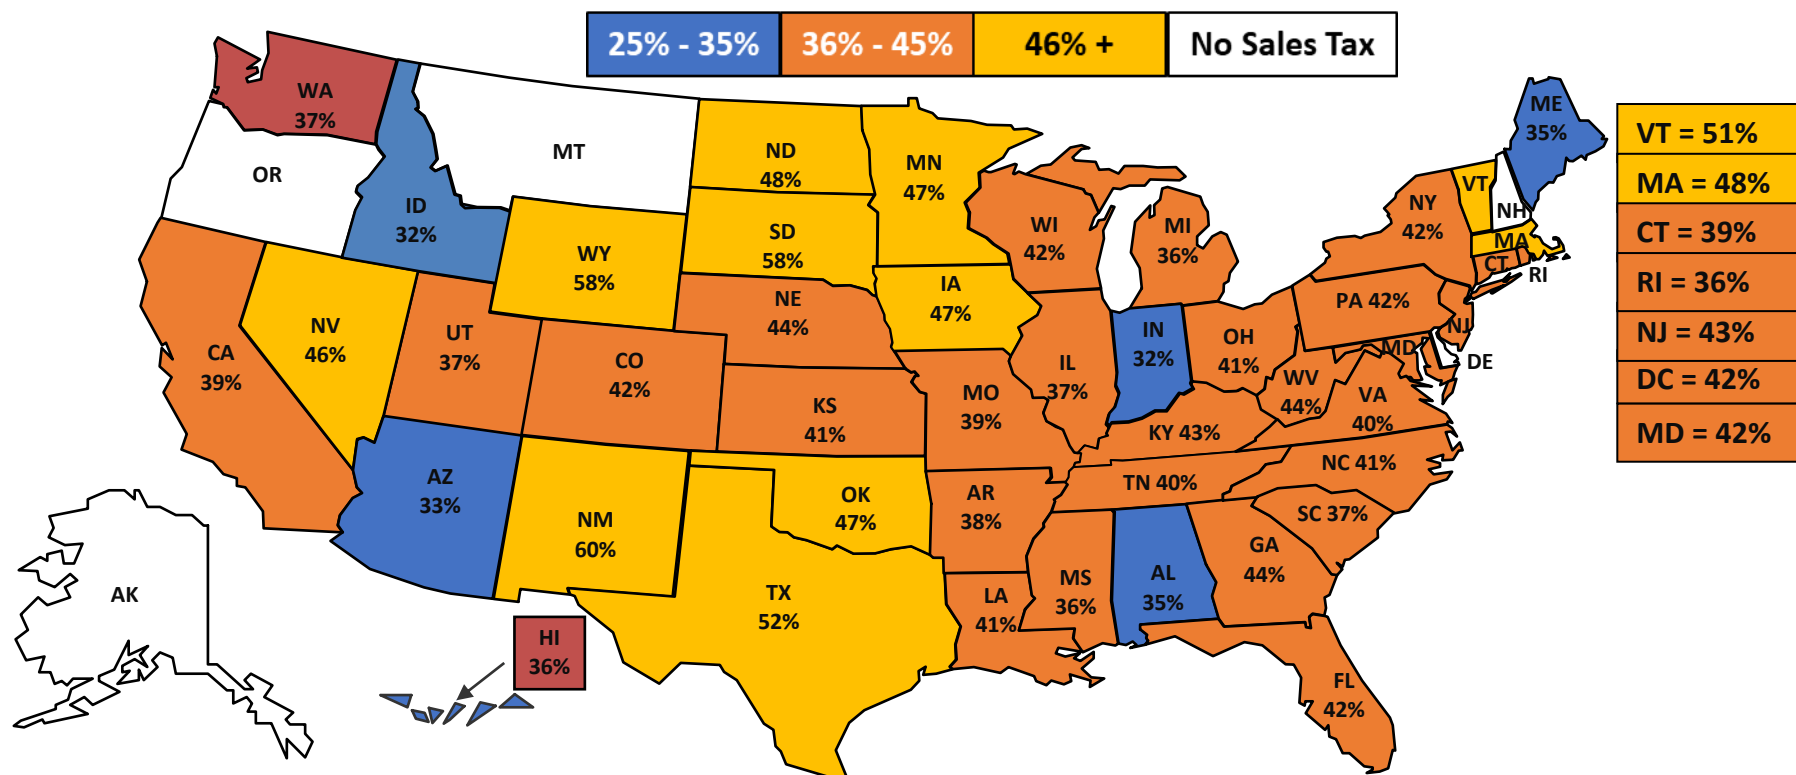 25% - 35% 36% - 45% 46% + No Sales Tax
WA
37%
OR
ID
32%
MT
ND
48%
MN
47%
SD
58%
WY
58%
NE
44%
IA
47%
WI
42%
MI
36%
NY
42%
VT
NH
ME
35%
MA
CT
RI
NV
46%
UT
37%
CA
39%
CO
42%
KS
41%
MO
39%
IL
37%
IN
32%
OH
41%
PA 42%
NJ
MD
DE
WV
44%
VA
40%
KY 43%
NC 41%
TN 40%
SC 37%
AZ
33%
NM
60%
OK
47%
AR
38%
TX
52%
LA
41%
MS
36%
AL
35%
GA
44%
FL
42%
AK
HI
36%
VT = 51%
MA = 48%
CT = 39%
RI = 36%
NJ = 43%
DC = 42%
MD = 42%